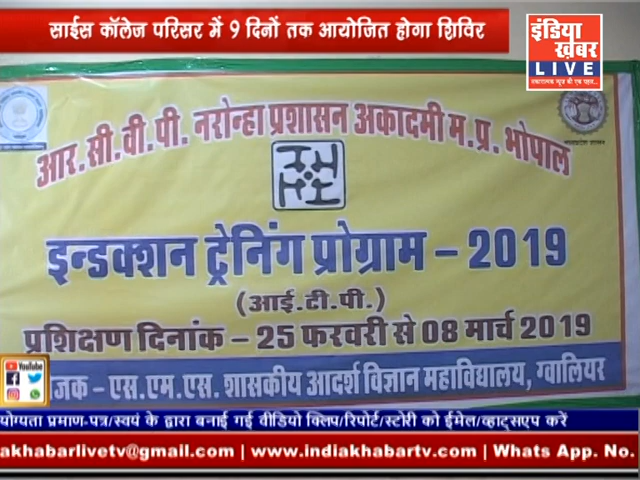 साईस कॉलेज परिसर में 9 दिनों तक आयोजित होगा शिविर
इंडिया
ख़बर
LIVE
आर.सी.वी.पी. नरोन्हा प्रशासन अकादमी म.प्र. भोपाल
इन्डक्शन ट्रेनिंग प्रोग्राम - 2019
(आई.टी.पी.)
प्रशिक्षण दिनांक - 25 फरवरी से 08 मार्च 2019
जक - एस.एम.एस. शासकीय आदर्श विज्ञान महाविद्यालय, ग्वालियर
YouTube
योग्यता प्रमाण-पत्र/स्वयं के द्वारा बनाई गई वीडियो क्लिप/रिपोर्ट/स्टोरी को ईमेल/व्हाट्सएप करें
akhabarlivetv@gmail.com | www.indiakhabartv.com | Whats App. No.